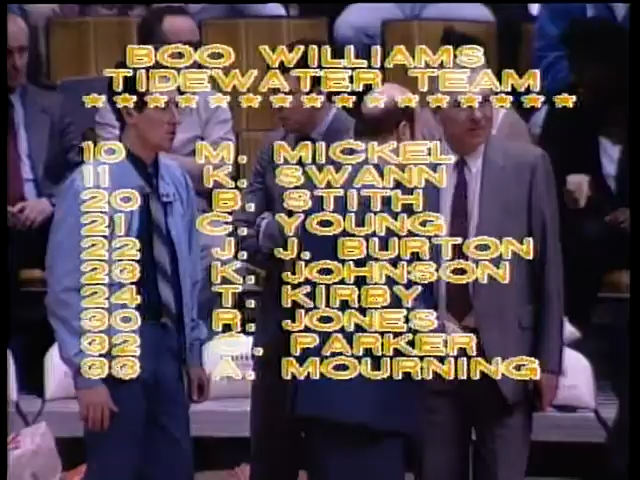 BOO WILLIAMS
TIDEWATER TEAM
10 M. MICKEL
11 K. SWANN
20 B. STITH
21 C. YOUNG
22 J. J. BURTON
23 K. JOHNSON
24 T. KIRBY
30 R. JONES
32 PARKER
33 A. MOURNING